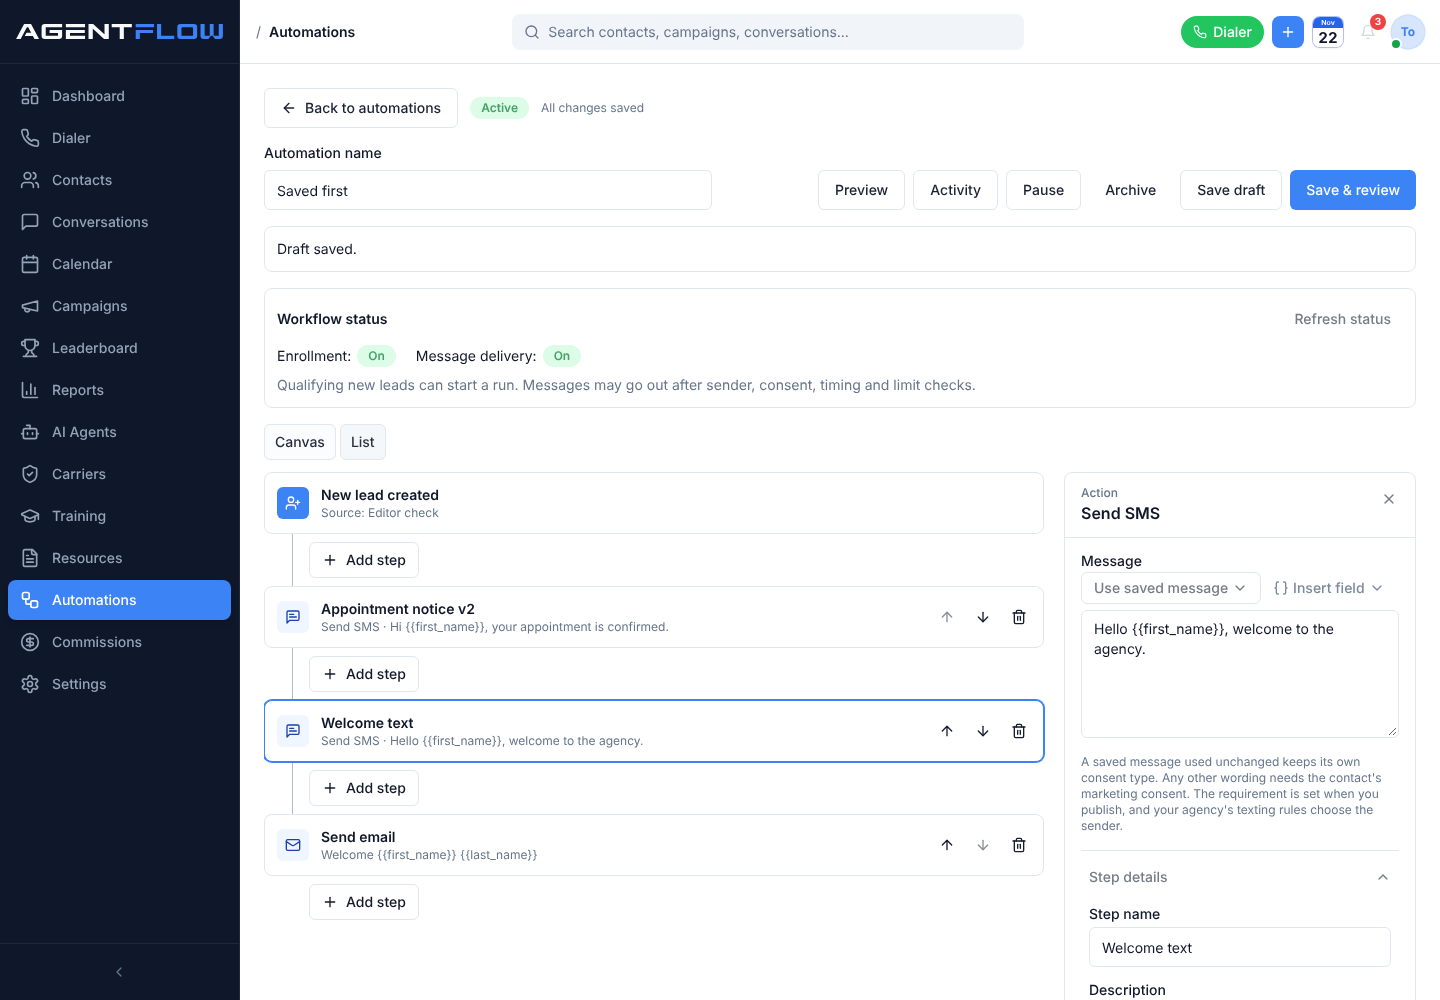 AGENTFLOW
/ Automations
Search contacts, campaigns, conversations...
Dialer
Nov
22
3
To
Dashboard
Dialer
Contacts
Conversations
Calendar
Campaigns
Leaderboard
Reports
AI Agents
Carriers
Training
Resources
Automations
Commissions
Settings
Back to automations
Active
All changes saved
Automation name
Saved first
Preview
Activity
Pause
Archive
Save draft
Save & review
Draft saved.
Workflow status
Refresh status
Enrollment: On
Message delivery: On
Qualifying new leads can start a run. Messages may go out after sender, consent, timing and limit checks.
Canvas
List
New lead created
Source: Editor check
Add step
Appointment notice v2
Send SMS · Hi {{first_name}}, your appointment is confirmed.
Add step
Welcome text
Send SMS · Hello {{first_name}}, welcome to the agency.
Add step
Send email
Welcome {{first_name}} {{last_name}}
Add step
Action
Send SMS
Message
Use saved message
{ } Insert field
Hello {{first_name}}, welcome to the
agency.
A saved message used unchanged keeps its own
consent type. Any other wording needs the contact's
marketing consent. The requirement is set when you
publish, and your agency's texting rules choose the
sender.
Step details
Step name
Welcome text
Description